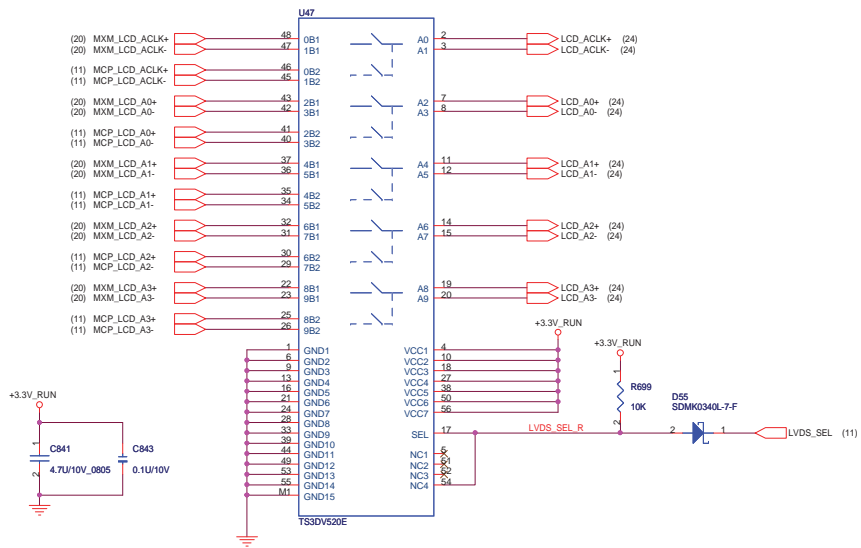 U47
(20) MXM_LCD_ACLK+ 48 0B1 A0 2 LCD_ACLK+ (24)
(20) MXM_LCD_ACLK- 47 1B1 A1 3 LCD_ACLK- (24)
(11) MCP_LCD_ACLK+ 46 0B2
(11) MCP_LCD_ACLK- 45 1B2
(20) MXM_LCD_A0+ 43 2B1 A2 7 LCD_A0+ (24)
(20) MXM_LCD_A0- 42 3B1 A3 8 LCD_A0- (24)
(11) MCP_LCD_A0+ 41 2B2
(11) MCP_LCD_A0- 40 3B2
(20) MXM_LCD_A1+ 37 4B1 A4 11 LCD_A1+ (24)
(20) MXM_LCD_A1- 36 5B1 A5 12 LCD_A1- (24)
(11) MCP_LCD_A1+ 35 4B2
(11) MCP_LCD_A1- 34 5B2
(20) MXM_LCD_A2+ 32 6B1 A6 14 LCD_A2+ (24)
(20) MXM_LCD_A2- 31 7B1 A7 15 LCD_A2- (24)
(11) MCP_LCD_A2+ 30 6B2
(11) MCP_LCD_A2- 29 7B2
(20) MXM_LCD_A3+ 22 8B1 A8 19 LCD_A3+ (24)
(20) MXM_LCD_A3- 23 9B1 A9 20 LCD_A3- (24)
(11) MCP_LCD_A3+ 25 8B2
(11) MCP_LCD_A3- 26 9B2
+3.3V_RUN
+3.3V_RUN
1 GND1 VCC1 4
6 GND2 VCC2 10
9 GND3 VCC3 18
13 GND4 VCC4 27
16 GND5 VCC5 38
21 GND6 VCC6 50
24 GND7 VCC7 56
28 GND8
33 GND9 SEL 17 LVDS_SEL_R
39 GND10
44 GND11 NC1 5
49 GND12 NC2 51
53 GND13 NC3 52
55 GND14 NC4 54
M1 GND15
TS3DV520E
1
R699
10K
2
D55
SDMK0340L-7-F
2 1 LVDS_SEL (11)
+3.3V_RUN
1
C841
4.7U/10V_0805
2
C843
0.1U/10V